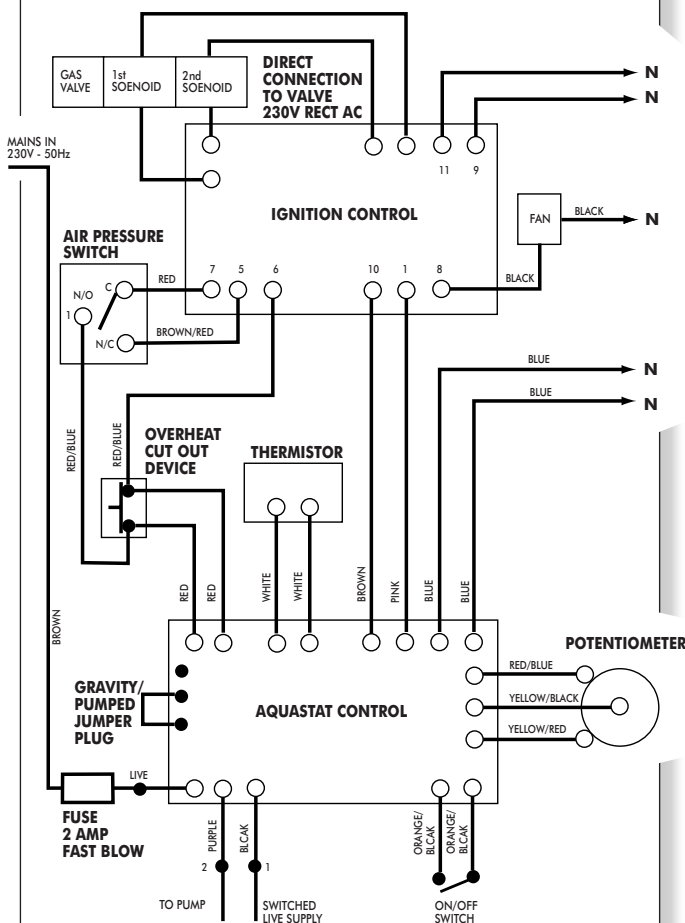 GAS
VALVE
1st
SOENOID
2nd
SOENOID
DIRECT
CONNECTION
TO VALVE
230V RECT AC
N
N
MAINS IN
230V - 50Hz
11
9
IGNITION CONTROL
FAN
BLACK
N
AIR PRESSURE
SWITCH
N/O
C
1
N/C
RED
BROWN/RED
7
5
6
10
1
8
BLACK
BLUE
N
BLUE
N
RED/BLUE
RED/BLUE
OVERHEAT
CUT OUT
DEVICE
THERMISTOR
BROWN
RED
RED
WHITE
WHITE
BROWN
PINK
BLUE
BLUE
POTENTIOMETER
RED/BLUE
YELLOW/BLACK
YELLOW/RED
GRAVITY/
PUMPED
JUMPER
PLUG
AQUASTAT CONTROL
LIVE
FUSE
2 AMP
FAST BLOW
PURPLE
BLCAK
2
1
TO PUMP
SWITCHED
LIVE SUPPLY
ORANGE/
BLCAK
ORANGE/
BLCAK
ON/OFF
SWITCH